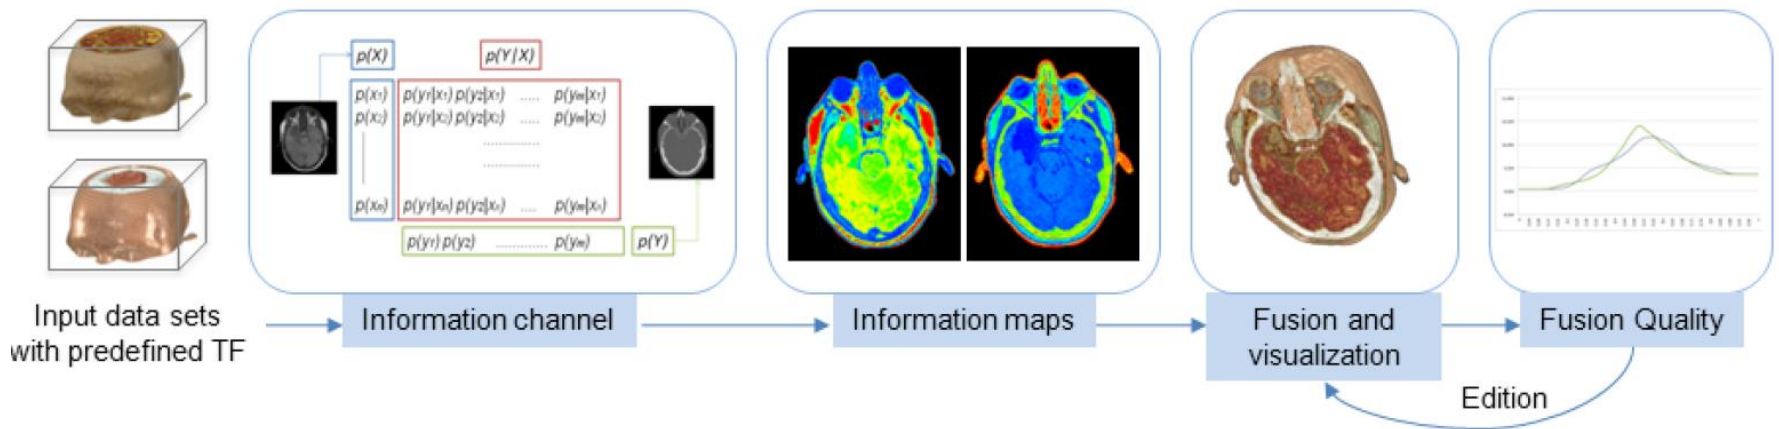 Input data sets
with predefined TF
p(X)
p(Y|X)
p(x1) p(y1|x1) p(y2|x1) ..... p(ym|x1)
p(x2) p(y1|x2) p(y2|x2) ..... p(ym|x2)
...............
...............
p(xn) p(y1|xn) p(y2|xn) ..... p(ym|xn)
p(y1) p(y2) .............. p(ym) p(Y)
Information channel
Information maps
Fusion and
visualization
Fusion Quality
Edition